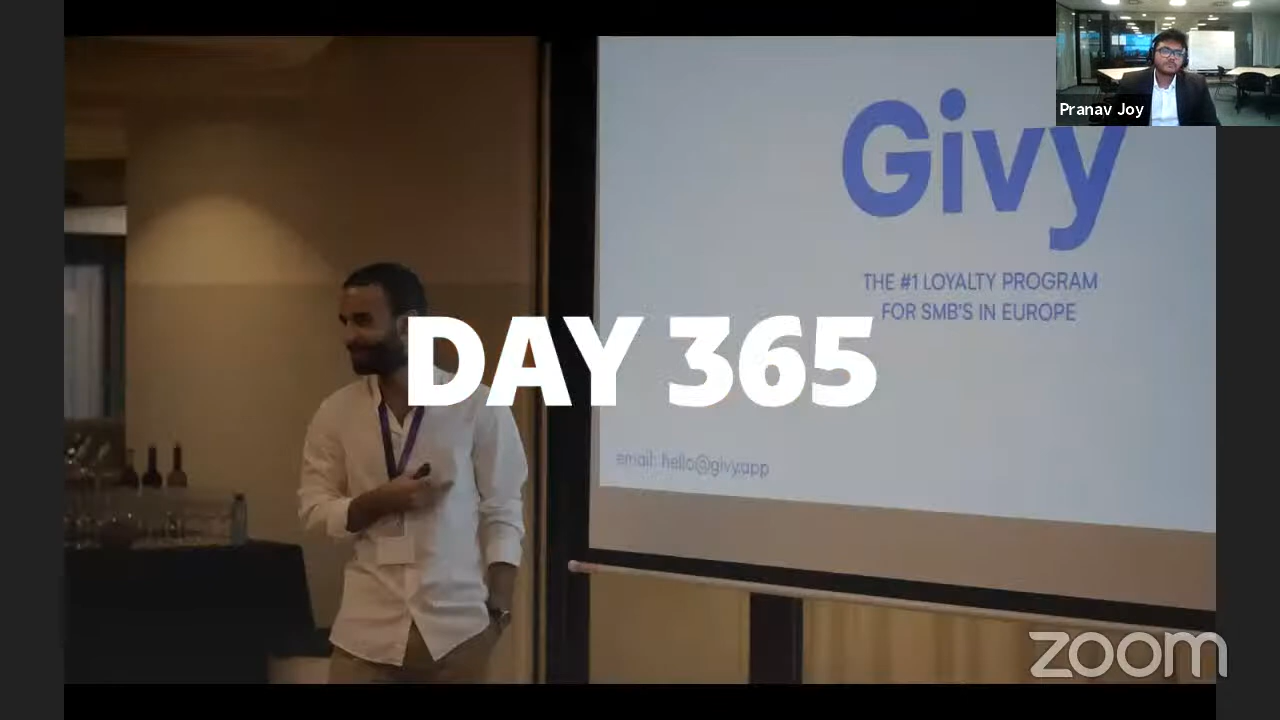 Pranav Joy
Givy
THE #1 LOYALTY PROGRAM
FOR SMB'S IN EUROPE
DAY 365
email: hello@givy.app
zoom